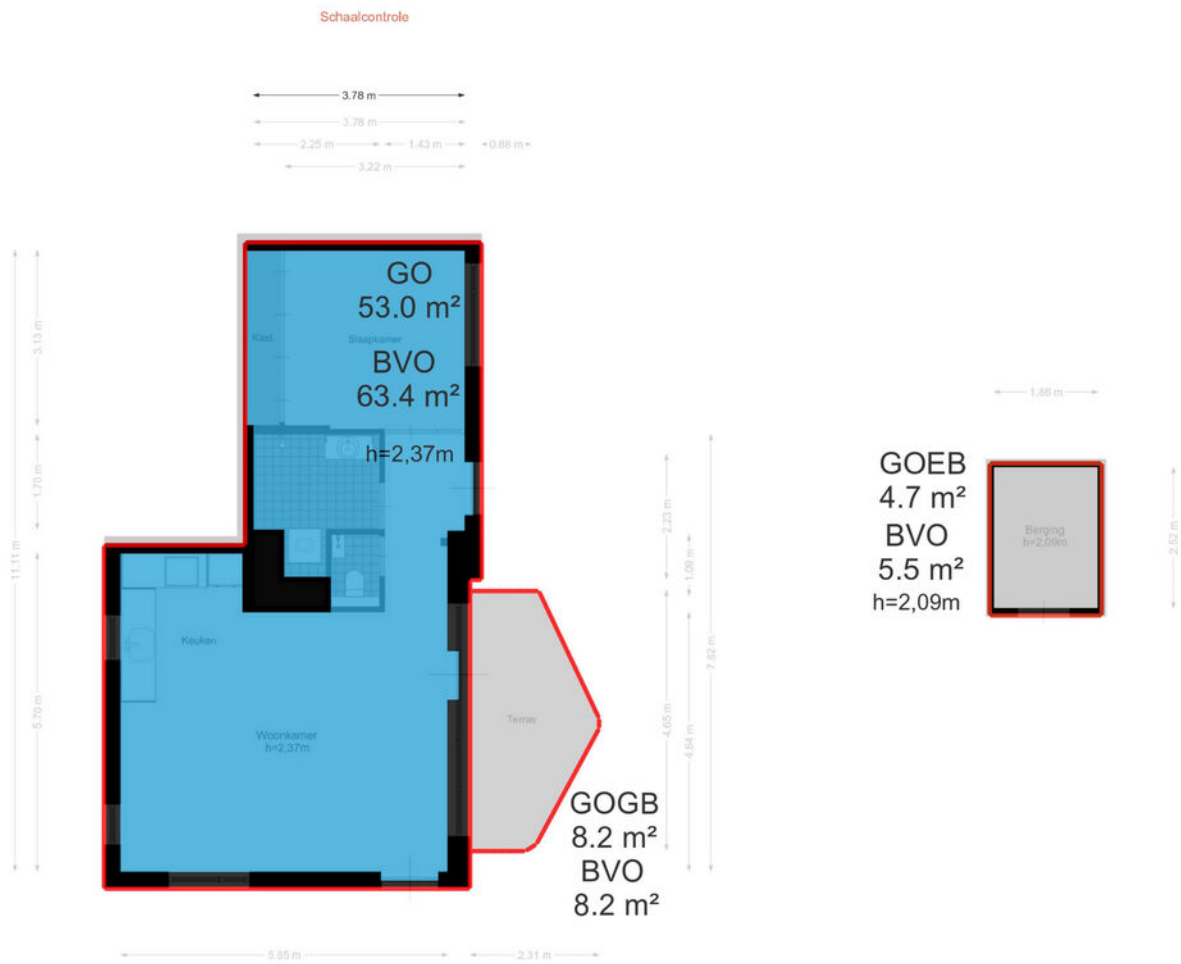 Schaalcontrole
3.78 m
3.78 m
2.25 m
1.43 m
0.88 m
3.22 m
GO
53.0 m²
Kast
Slaapkamer
BVO
63.4 m²
h=2,37m
3.13 m
1.70 m
11.11 m
5.70 m
Keuken
Woonkamer
h=2,37m
Terras
2.23 m
1.09 m
7.82 m
4.65 m
4.64 m
GOGB
8.2 m²
BVO
8.2 m²
5.85 m
2.31 m
1.86 m
GOEB
4.7 m²
BVO
5.5 m²
h=2,09m
Berging
h=2,09m
2.52 m